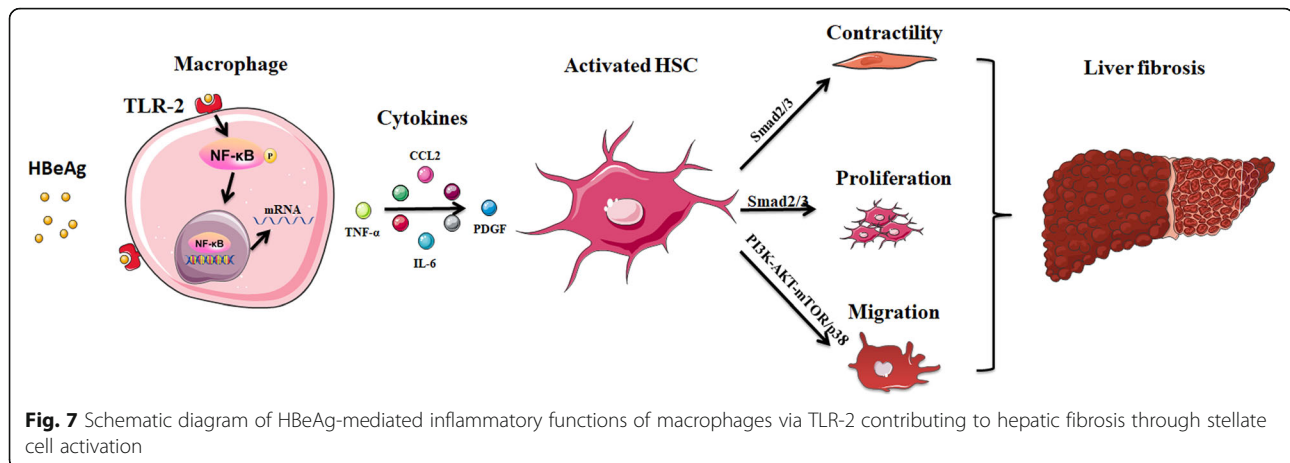 HBeAg
Macrophage
TLR-2
NF-κB
P
mRNA
NF-κB
Cytokines
CCL2
TNF-α
PDGF
IL-6
Activated HSC
Smad2/3
Smad2/3
PI3K-AKT-mTOR/p38
Contractility
Proliferation
Migration
Liver fibrosis
Fig. 7 Schematic diagram of HBeAg-mediated inflammatory functions of macrophages via TLR-2 contributing to hepatic fibrosis through stellate
cell activation